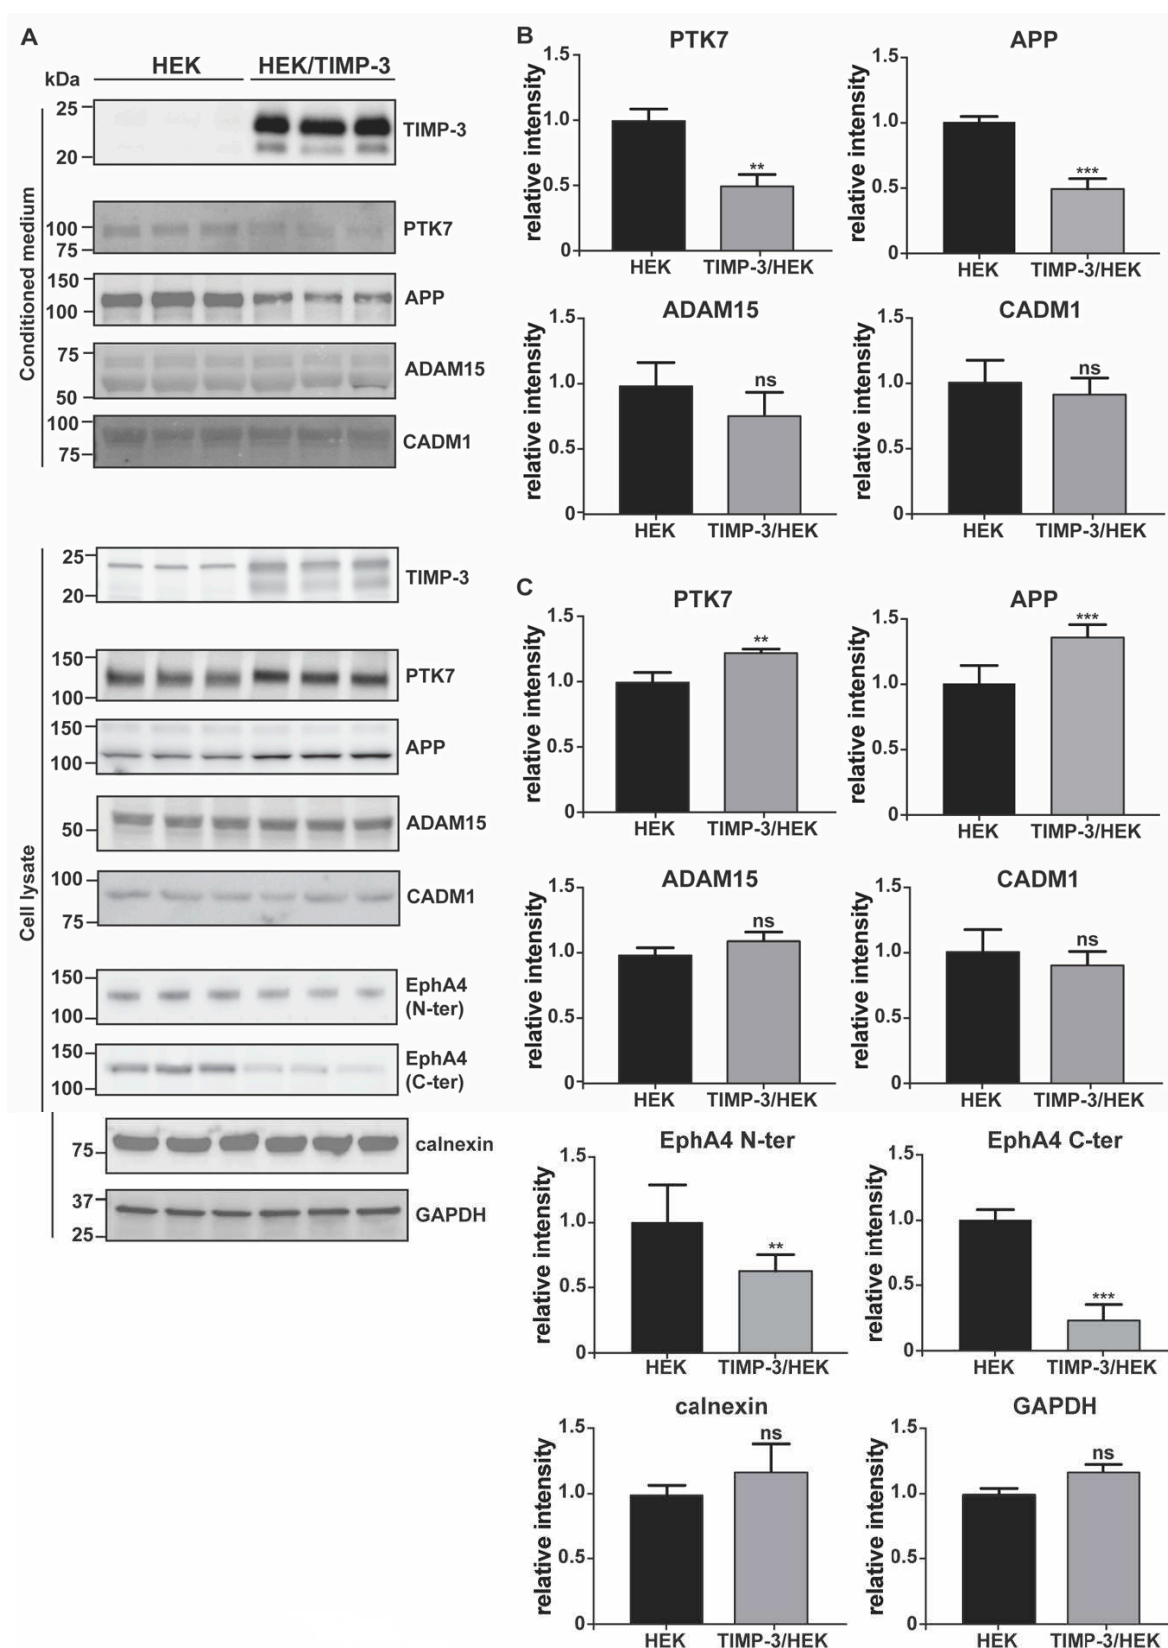 A
HEK HEK/TIMP-3
kDa
Conditioned medium
25
20
TIMP-3
100
75
PTK7
150
100
APP
75
50
ADAM15
100
75
CADM1
Cell lysate
25
20
TIMP-3
150
100
PTK7
150
100
APP
50
ADAM15
100
75
CADM1
150
100
EphA4
(N-ter)
150
100
EphA4
(C-ter)
75
calnexin
37
25
GAPDH
B
PTK7
relative intensity
1.5
1.0
0.5
0
**
HEK TIMP-3/HEK
APP
relative intensity
1.5
1.0
0.5
0
***
HEK TIMP-3/HEK
ADAM15
relative intensity
1.5
1.0
0.5
0
ns
HEK TIMP-3/HEK
CADM1
relative intensity
1.5
1.0
0.5
0
ns
HEK TIMP-3/HEK
C
PTK7
relative intensity
1.5
1.0
0.5
0
**
HEK TIMP-3/HEK
APP
relative intensity
1.5
1.0
0.5
0
***
HEK TIMP-3/HEK
ADAM15
relative intensity
1.5
1.0
0.5
0
ns
HEK TIMP-3/HEK
CADM1
relative intensity
1.5
1.0
0.5
0
ns
HEK TIMP-3/HEK
EphA4 N-ter
relative intensity
1.5
1.0
0.5
0
**
HEK TIMP-3/HEK
EphA4 C-ter
relative intensity
1.5
1.0
0.5
0
***
HEK TIMP-3/HEK
calnexin
relative intensity
1.5
1.0
0.5
0
ns
HEK TIMP-3/HEK
GAPDH
relative intensity
1.5
1.0
0.5
0
ns
HEK TIMP-3/HEK